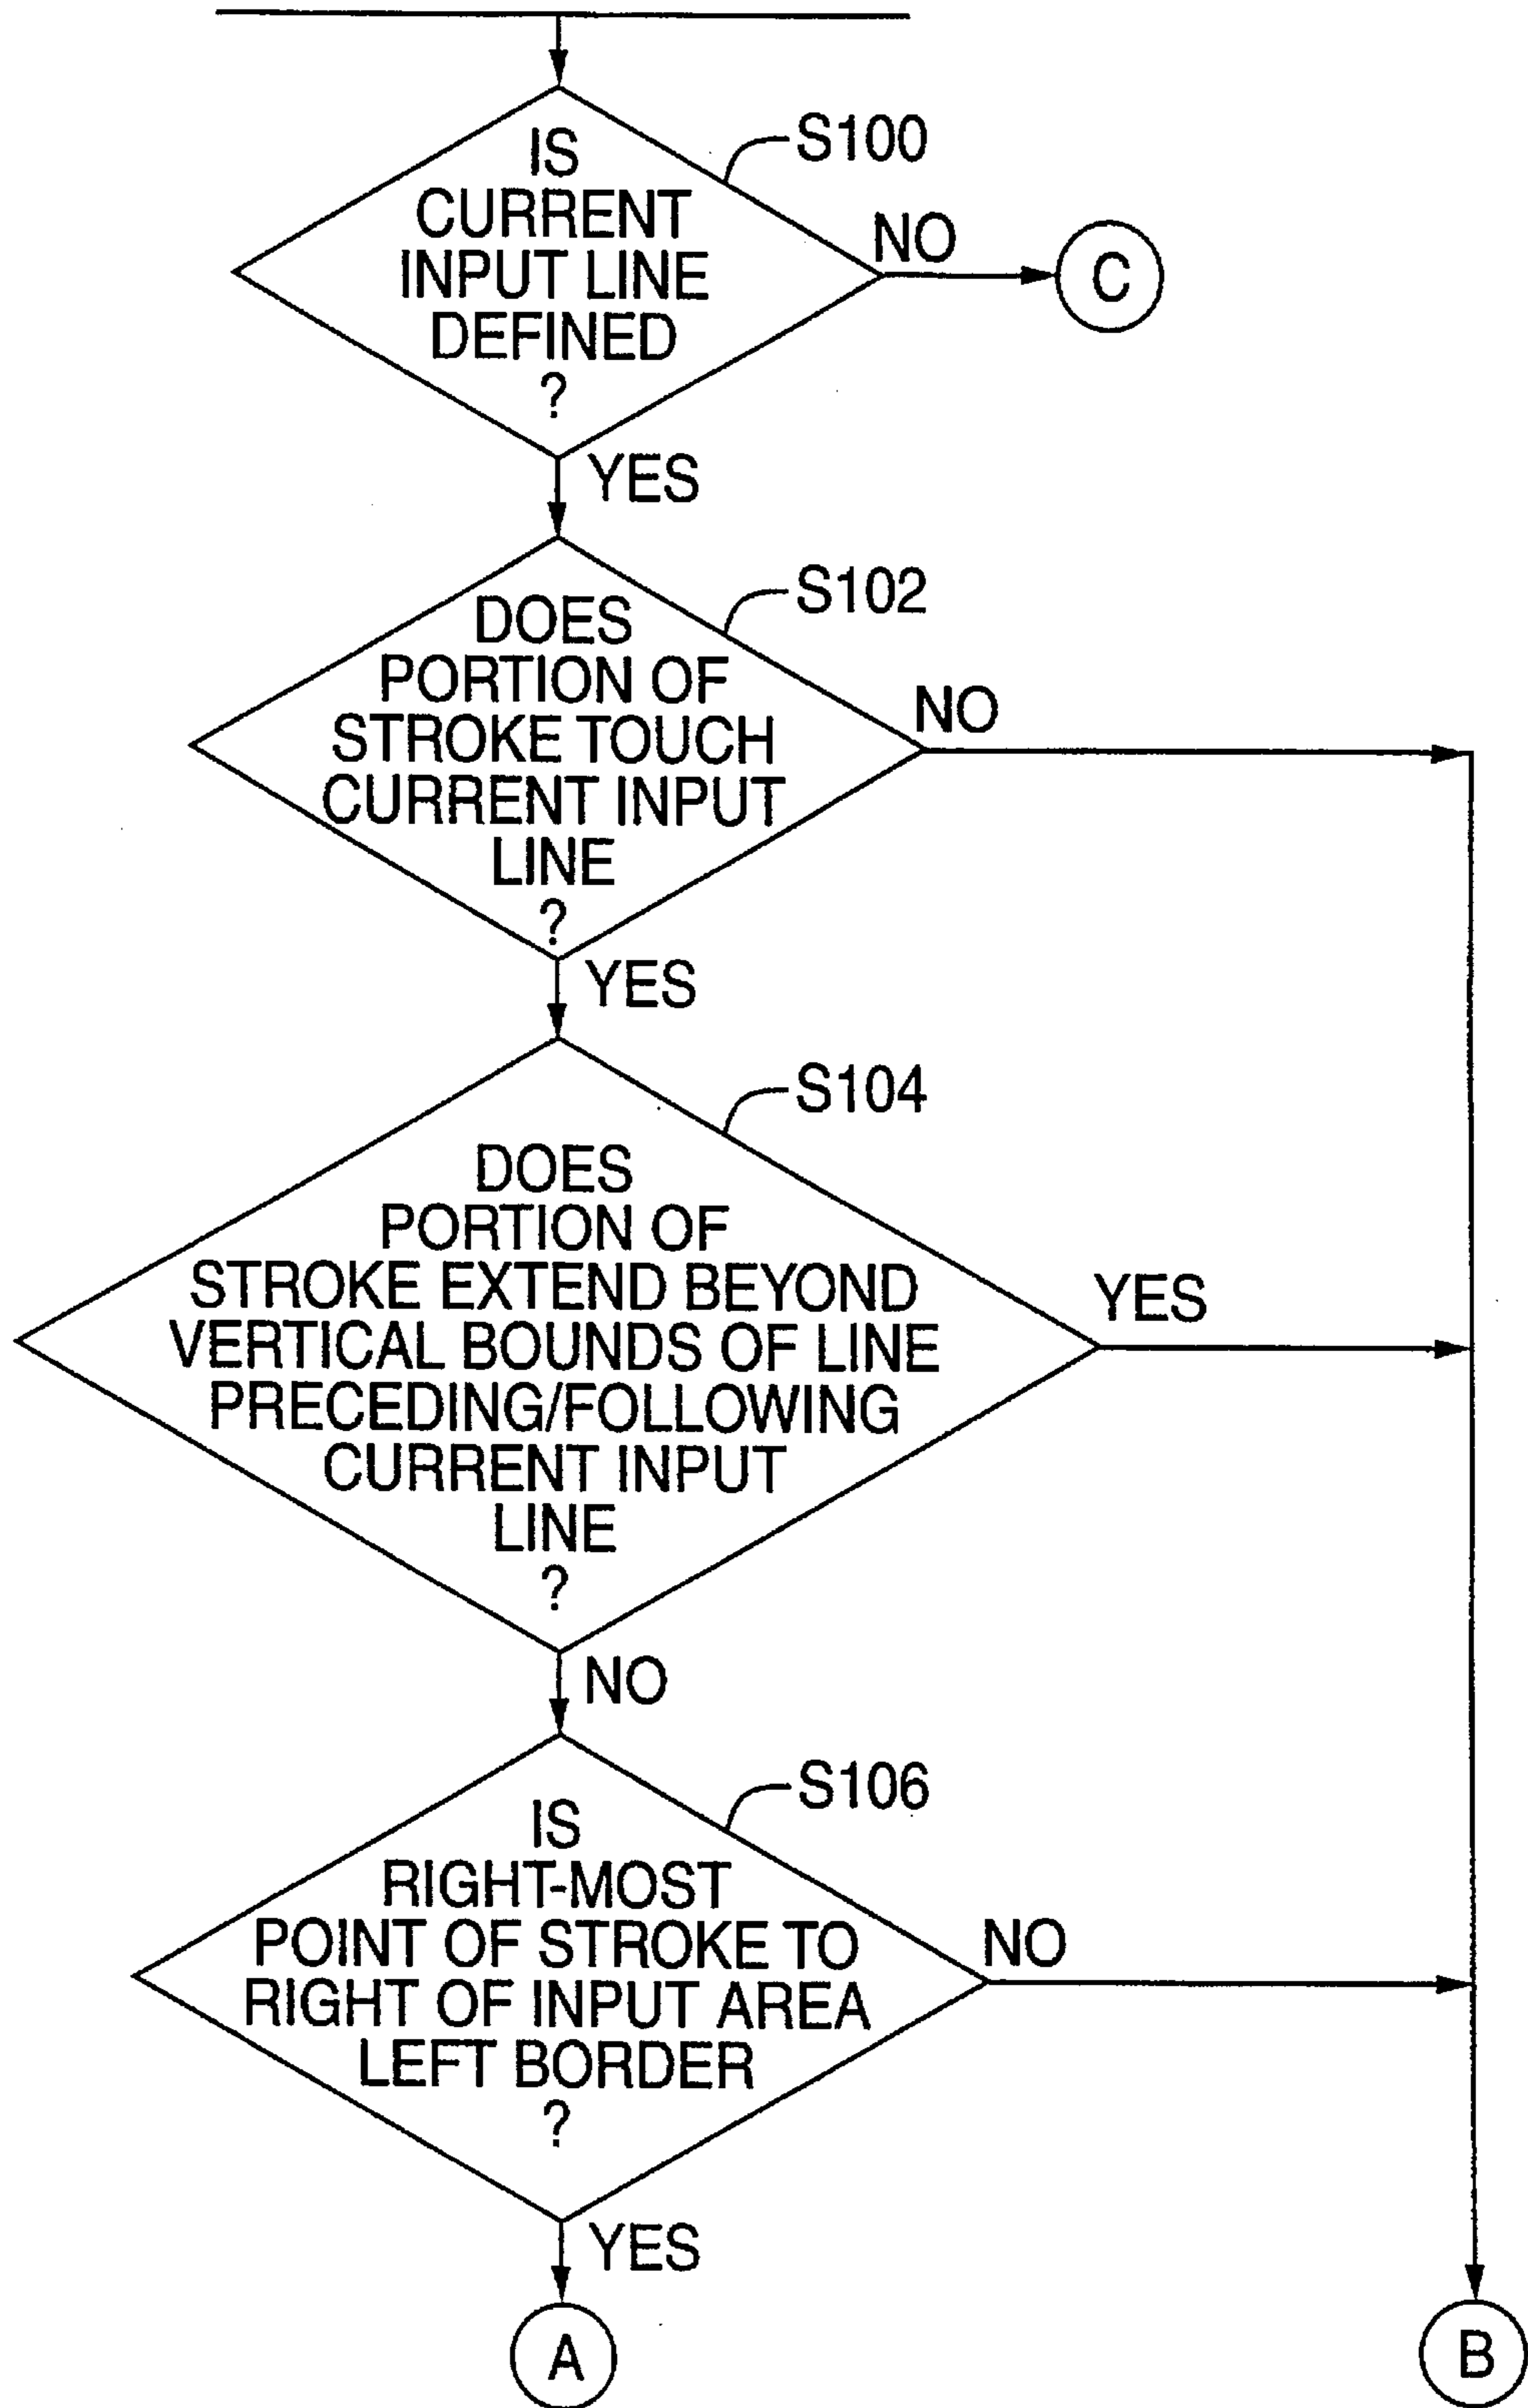 IS
S100
CURRENT
NO
INPUT LINE
C
DEFINED
?
YES
S102
DOES
PORTION OF
NO
STROKE TOUCH
CURRENT INPUT
LINE
?
YES
S104
DOES
PORTION OF
STROKE EXTEND BEYOND
YES
VERTICAL BOUNDS OF LINE
PRECEDING/FOLLOWING
CURRENT INPUT
LINE
?
NO
S106
IS
RIGHT-MOST
POINT OF STROKE TO
NO
RIGHT OF INPUT AREA
LEFT BORDER
?
YES
A
B